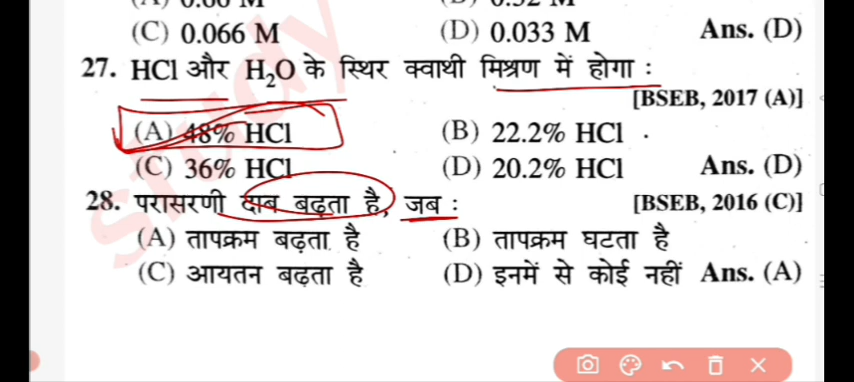 (C) 0.066 M (D) 0.033 M Ans. (D)
27. HCl और H₂O के स्थिर क्वाथी मिश्रण में होगा :
[BSEB, 2017 (A)]
(A) 48% HCl (B) 22.2% HCl
(C) 36% HCl (D) 20.2% HCl Ans. (D)
28. परासरणी दाब बढ़ता है, जब : [BSEB, 2016 (C)]
(A) तापक्रम बढ़ता है (B) तापक्रम घटता है
(C) आयतन बढ़ता है (D) इनमें से कोई नहीं Ans. (A)